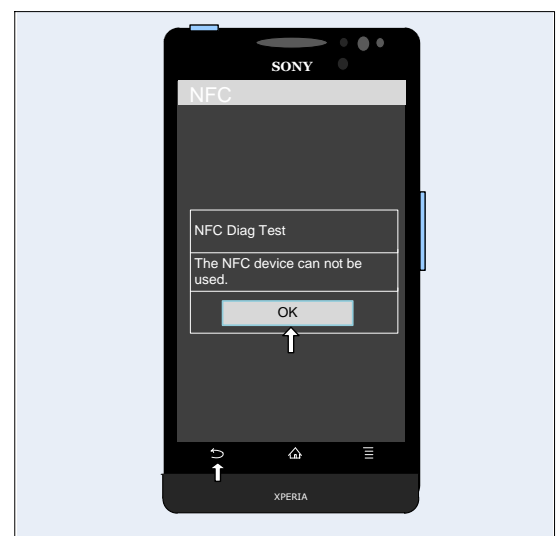 SONY
NFC
NFC Diag Test
The NFC device can not be
used.
OK
XPERIA